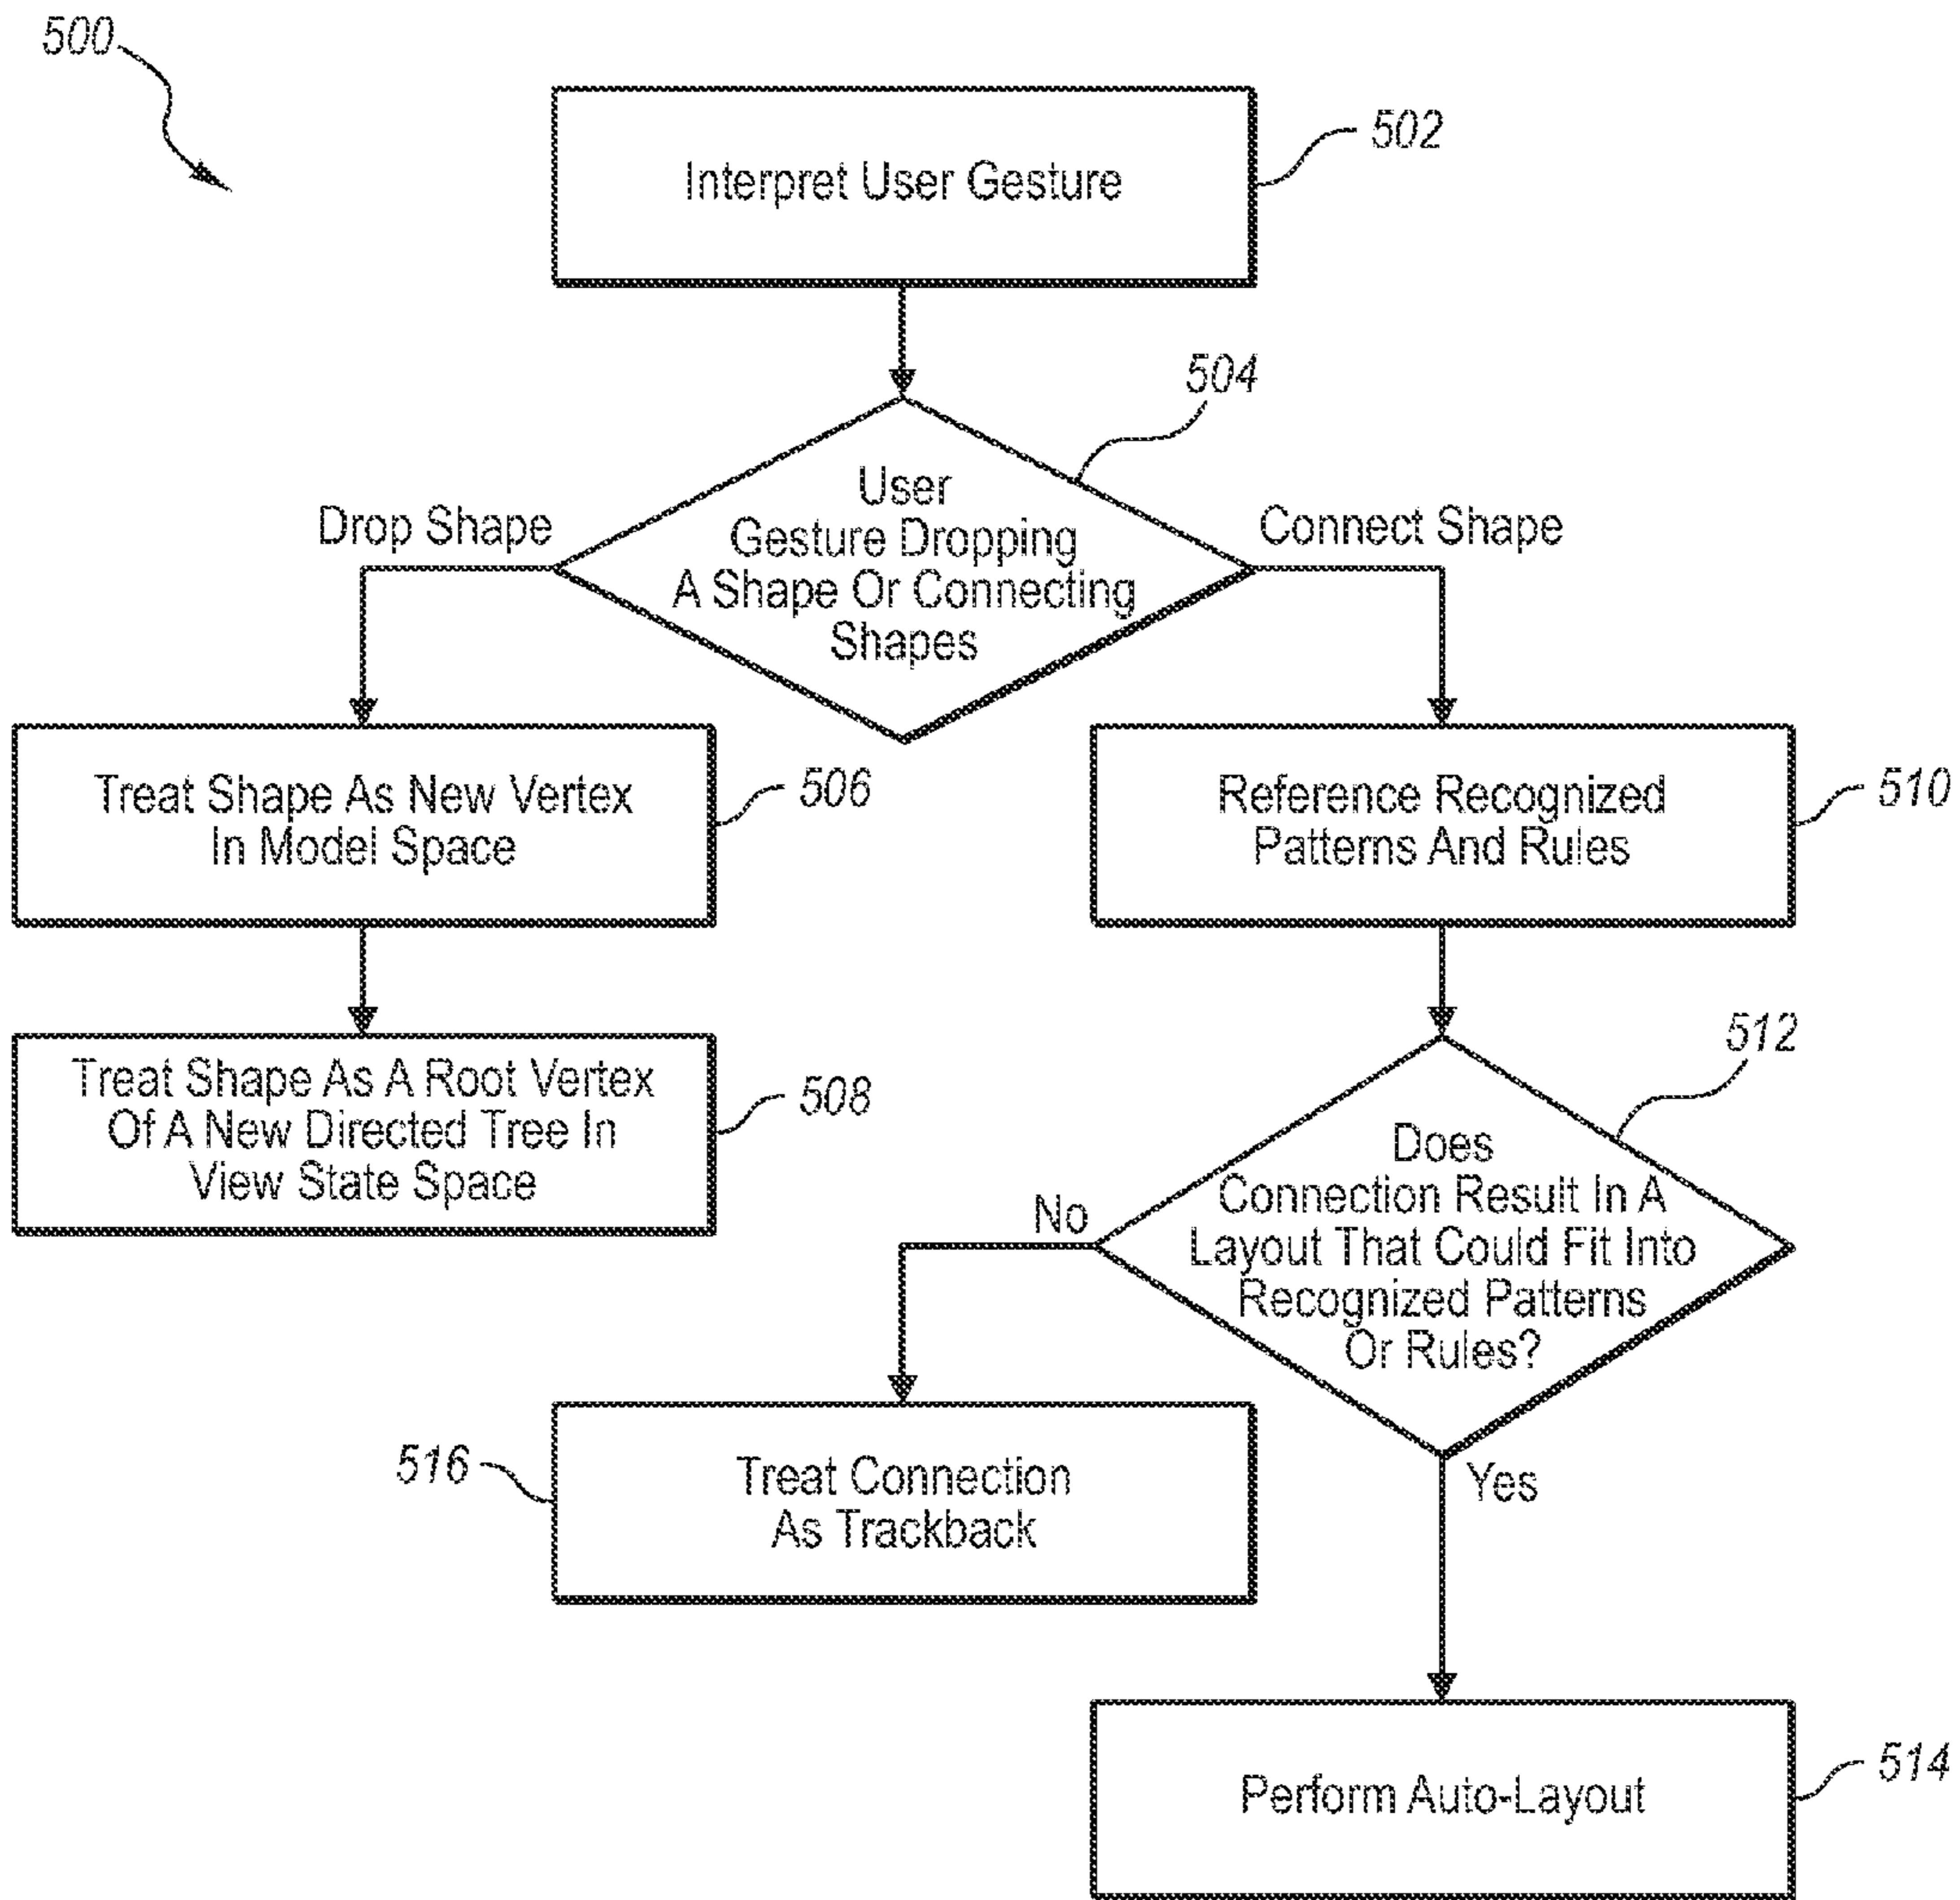 500
Interpret User Gesture
502
504
User
Gesture Dropping
A Shape Or Connecting
Shapes
Drop Shape
Connect Shape
Treat Shape As New Vertex
In Model Space
506
Reference Recognized
Patterns And Rules
510
Treat Shape As A Root Vertex
Of A New Directed Tree In
View State Space
508
512
Does
Connection Result In A
Layout That Could Fit Into
Recognized Patterns
Or Rules?
No
Yes
516
Treat Connection
As Trackback
Perform Auto-Layout
514